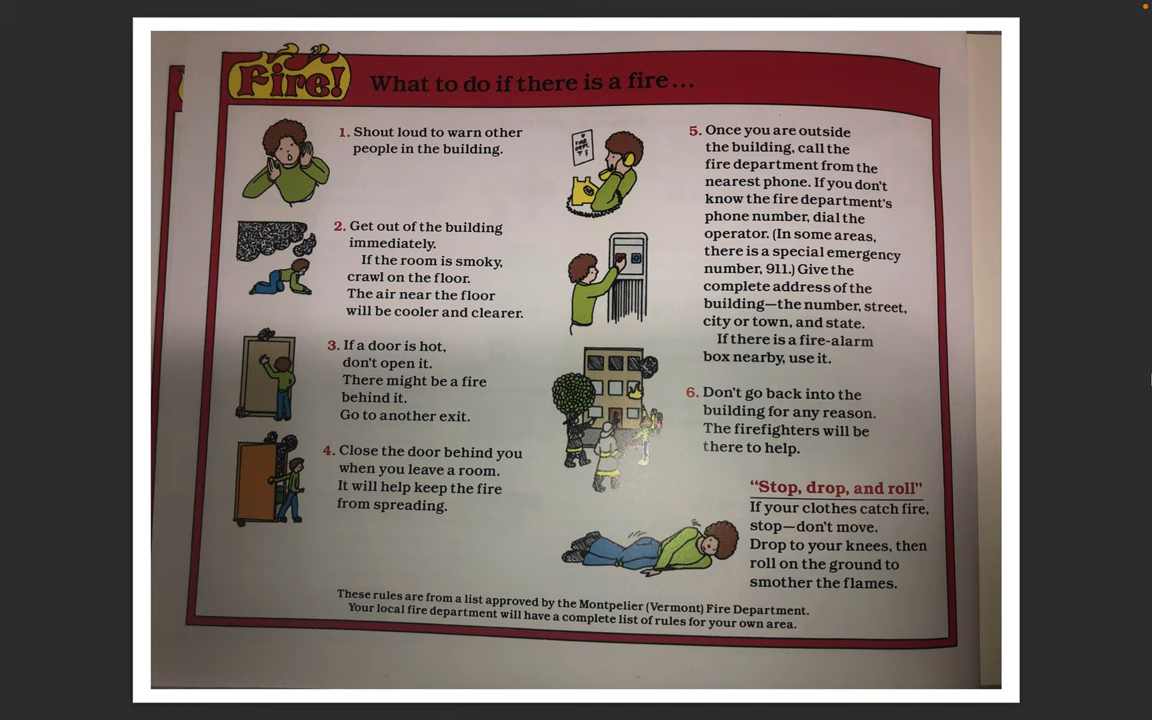 Fire!
What to do if there is a fire...
1. Shout loud to warn other
people in the building.
2. Get out of the building
immediately.
If the room is smoky,
crawl on the floor.
The air near the floor
will be cooler and clearer.
3. If a door is hot,
don't open it.
There might be a fire
behind it.
Go to another exit.
4. Close the door behind you
when you leave a room.
It will help keep the fire
from spreading.
5. Once you are outside
the building, call the
fire department from the
nearest phone. If you don't
know the fire department's
phone number, dial the
operator. (In some areas,
there is a special emergency
number, 911.) Give the
complete address of the
building—the number, street,
city or town, and state.
If there is a fire-alarm
box nearby, use it.
6. Don't go back into the
building for any reason.
The firefighters will be
there to help.
"Stop, drop, and roll"
If your clothes catch fire,
stop—don't move.
Drop to your knees, then
roll on the ground to
smother the flames.
These rules are from a list approved by the Montpelier (Vermont) Fire Department.
Your local fire department will have a complete list of rules for your own area.